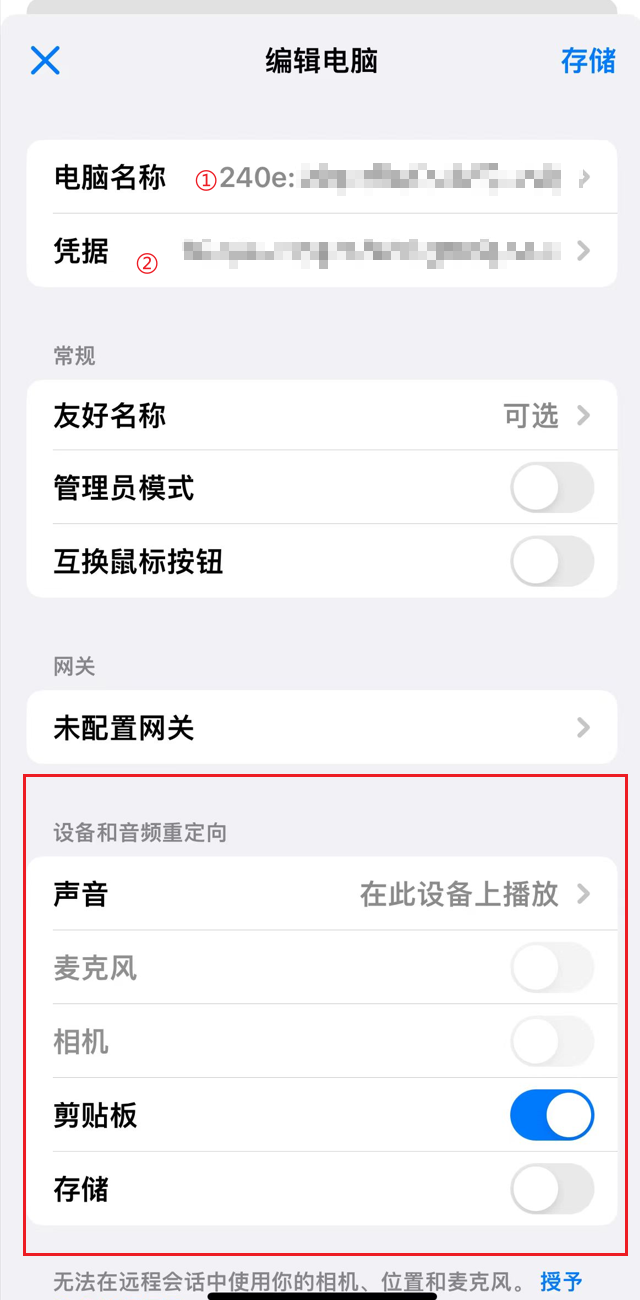 编辑电脑 存储
电脑名称 ①240e:
凭据 ②
常规
友好名称 可选
管理员模式
互换鼠标按钮
网关
未配置网关
设备和音频重定向
声音 在此设备上播放
麦克风
相机
剪贴板
存储
无法在远程会话中使用你的相机、位置和麦克风。 授予